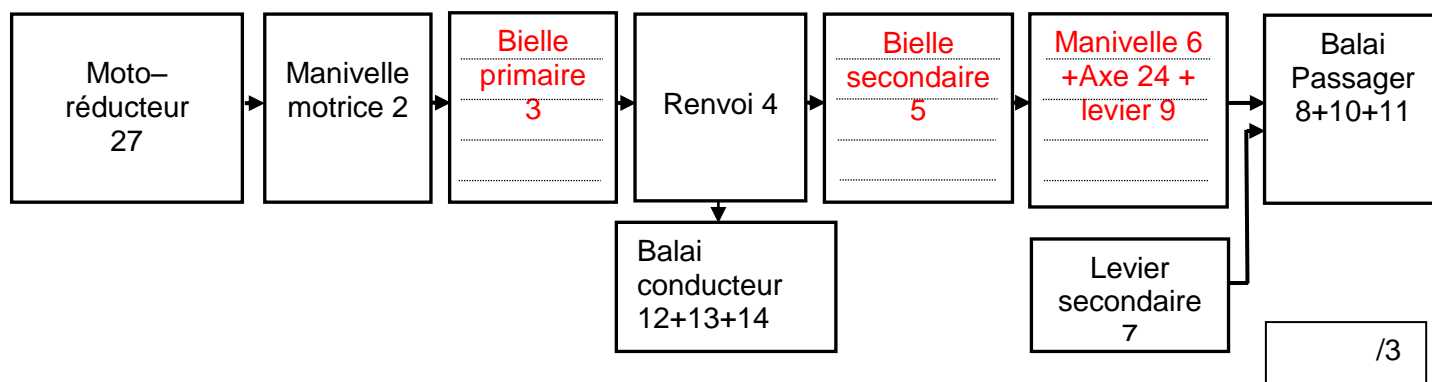 Moto–
réducteur
27
Manivelle
motrice 2
Bielle
primaire
3
Renvoi 4
Bielle
secondaire
5
Manivelle 6
+Axe 24 +
levier 9
Balai
Passager
8+10+11
Balai
conducteur
12+13+14
Levier
secondaire
7
/3